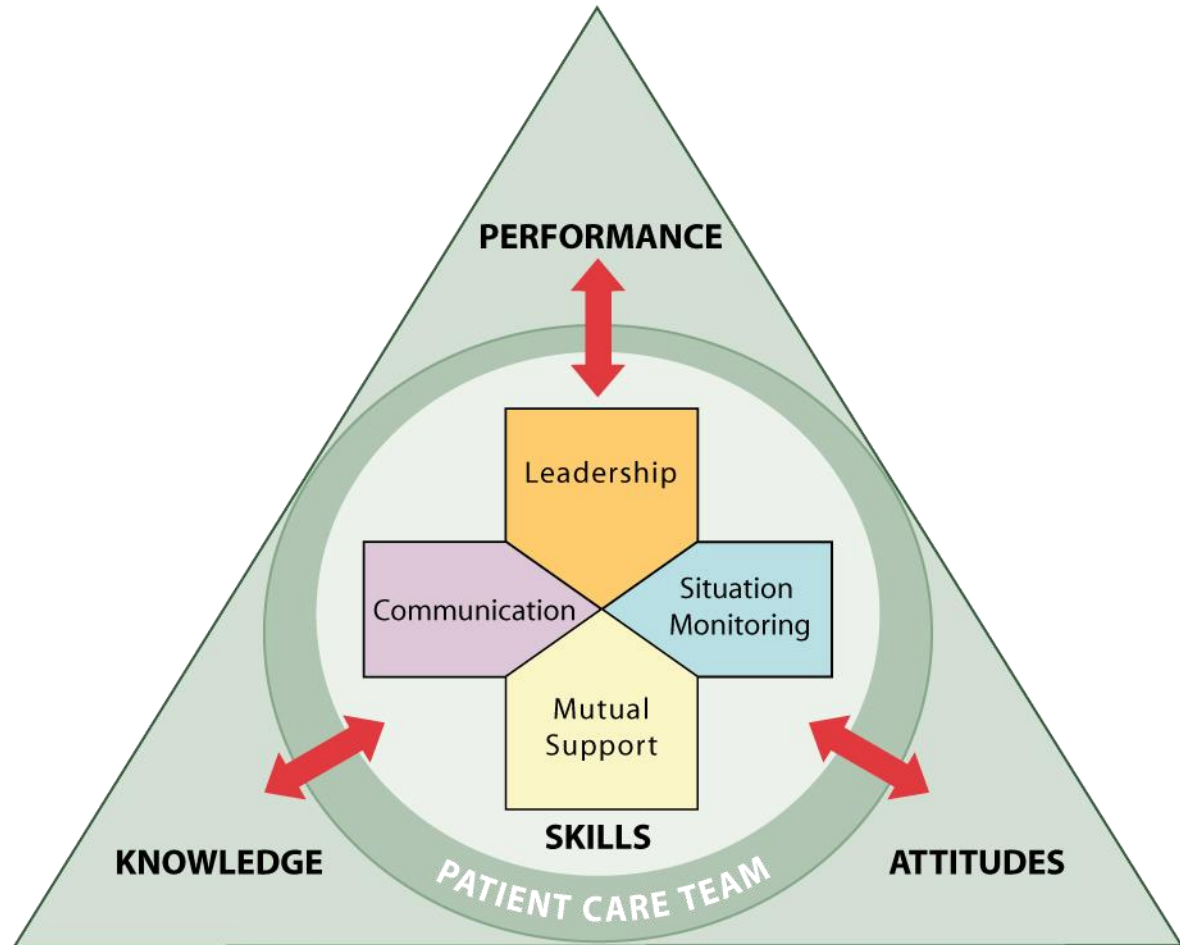 PERFORMANCE
Leadership
Communication
Situation
Monitoring
Mutual
Support
SKILLS
KNOWLEDGE
ATTITUDES
PATIENT CARE TEAM